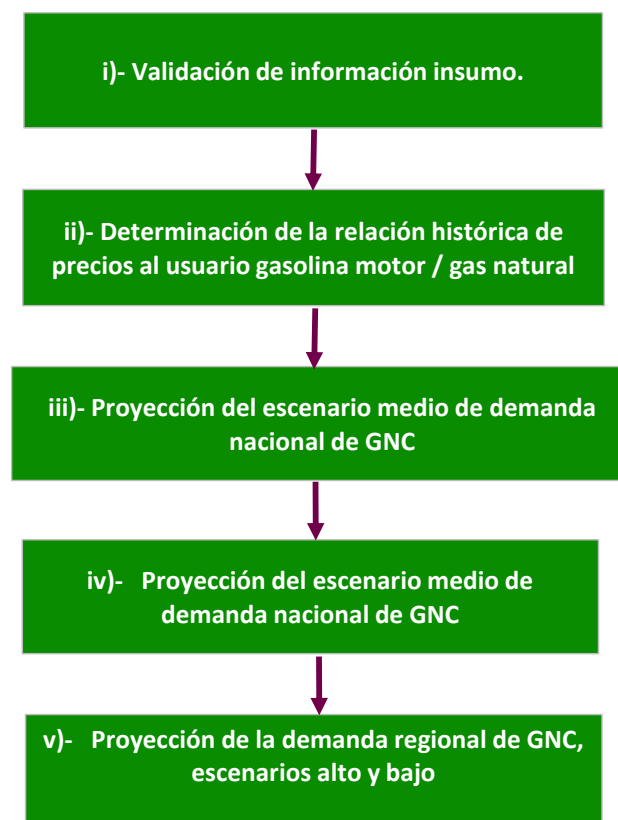 i)- Validación de información insumo.
ii)- Determinación de la relación histórica de
precios al usuario gasolina motor / gas natural
iii)- Proyección del escenario medio de demanda
nacional de GNC
iv)- Proyección del escenario medio de
demanda nacional de GNC
v)- Proyección de la demanda regional de GNC,
escenarios alto y bajo